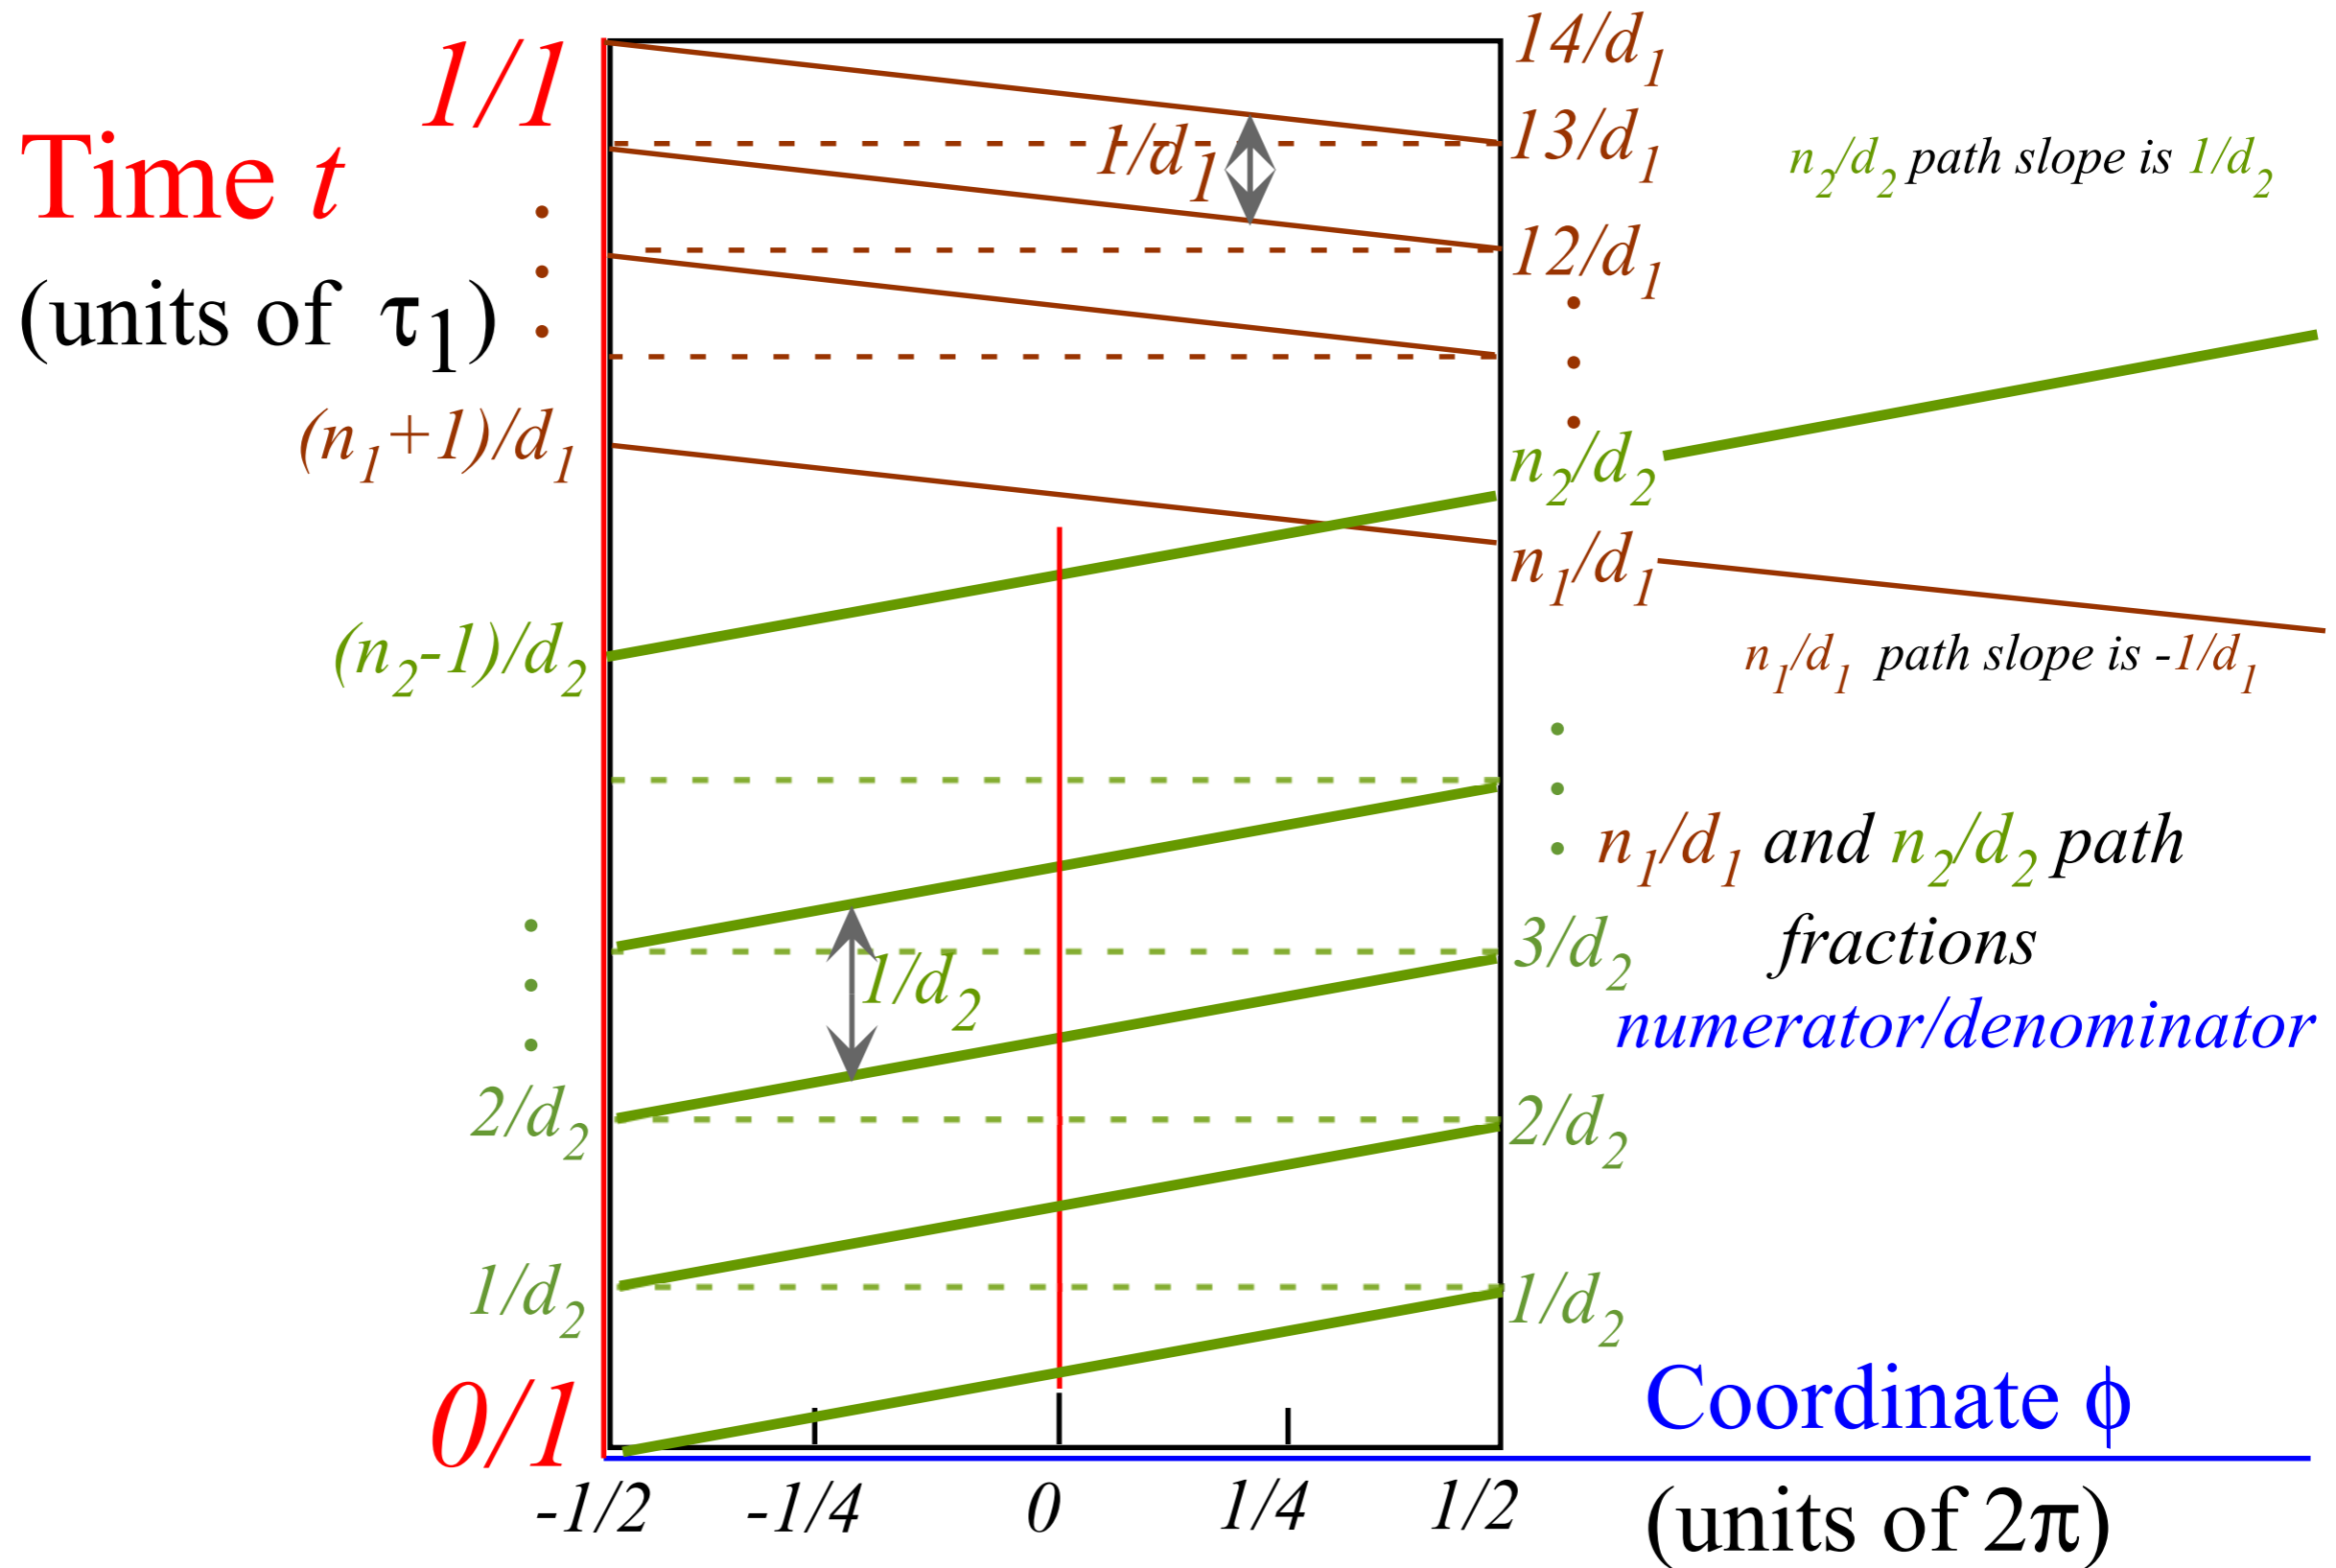 1/1
Time t
(units of τ₁)
14/d₁
13/d₁
1/d₁
12/d₁
n₂/d₂ path slope is 1/d₂
(n₁+1)/d₁
n₂/d₂
n₁/d₁
(n₂-1)/d₂
n₁/d₁ path slope is -1/d₁
n₁/d₁ and n₂/d₂ path
fractions
numerator/denominator
3/d₂
1/d₂
2/d₂
2/d₂
1/d₂
1/d₂
0/1
Coordinate ϕ
(units of 2π)
-1/2 -1/4 0 1/4 1/2